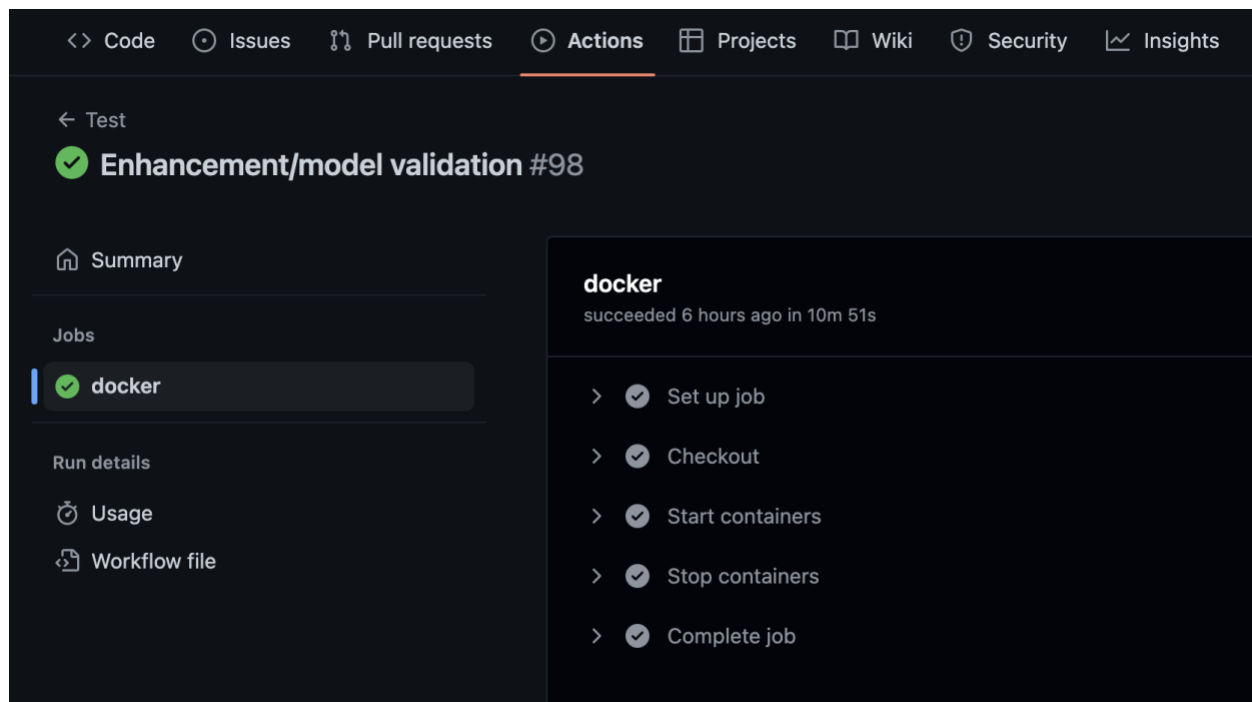 Code Issues Pull requests Actions Projects Wiki Security Insights
← Test
Enhancement/model validation #98
Summary
Jobs
docker
Run details
Usage
Workflow file
docker
succeeded 6 hours ago in 10m 51s
Set up job
Checkout
Start containers
Stop containers
Complete job